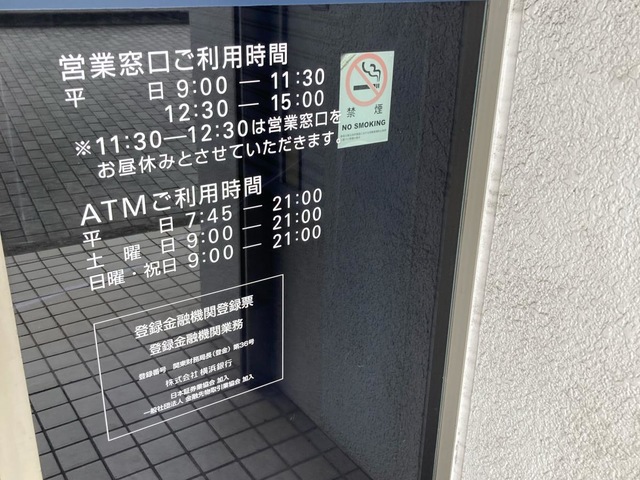 営業窓口ご利用時間
平 日 9:00 ― 11:30
12:30 ― 15:00
※11:30―12:30は営業窓口を
お昼休みとさせていただきます。
禁 煙
NO SMOKING
ATMご利用時間
平 日 7:45 ― 21:00
土 曜 日 9:00 ― 21:00
日曜・祝日 9:00 ― 21:00
登録金融機関登録票
登録金融機関業務
登録番号 関東財務局長(登金)第36号
株式会社 横浜銀行
日本証券業協会 加入
一般社団法人 金融先物取引業協会 加入